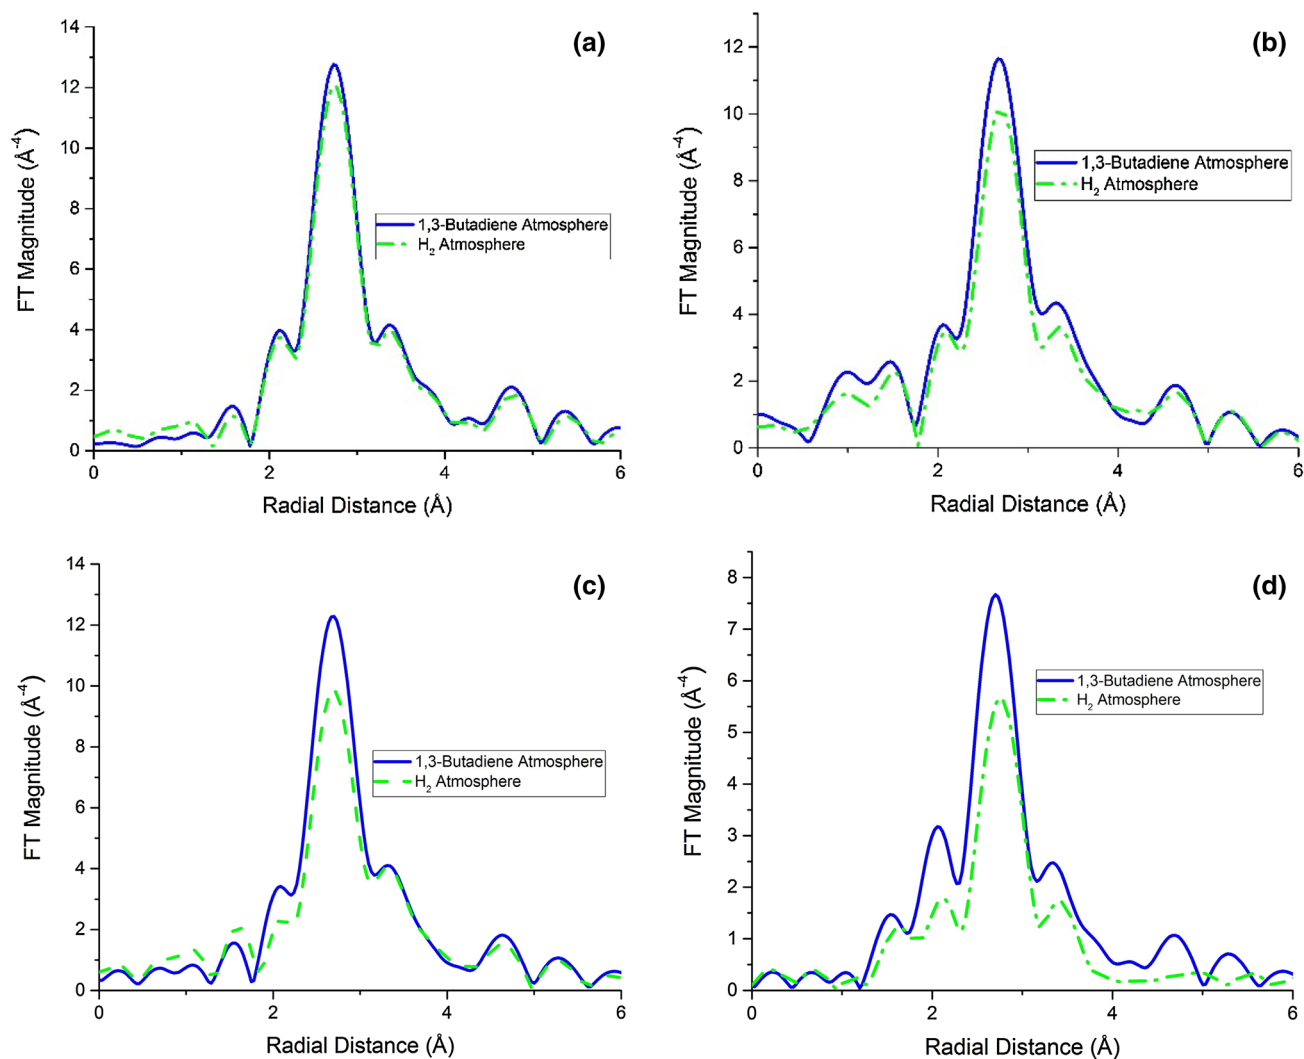 (a)
14
12
10
8
6
4
2
0
FT Magnitude (Å⁻⁴)
1,3-Butadiene Atmosphere
H₂ Atmosphere
0 2 4 6
Radial Distance (Å)
(b)
12
10
8
6
4
2
0
FT Magnitude (Å⁻⁴)
1,3-Butadiene Atmosphere
H₂ Atmosphere
0 2 4 6
Radial Distance (Å)
(c)
14
12
10
8
6
4
2
0
FT Magnitude (Å⁻⁴)
1,3-Butadiene Atmosphere
H₂ Atmosphere
0 2 4 6
Radial Distance (Å)
(d)
8
7
6
5
4
3
2
1
0
FT Magnitude (Å⁻⁴)
1,3-Butadiene Atmosphere
H₂ Atmosphere
0 2 4 6
Radial Distance (Å)